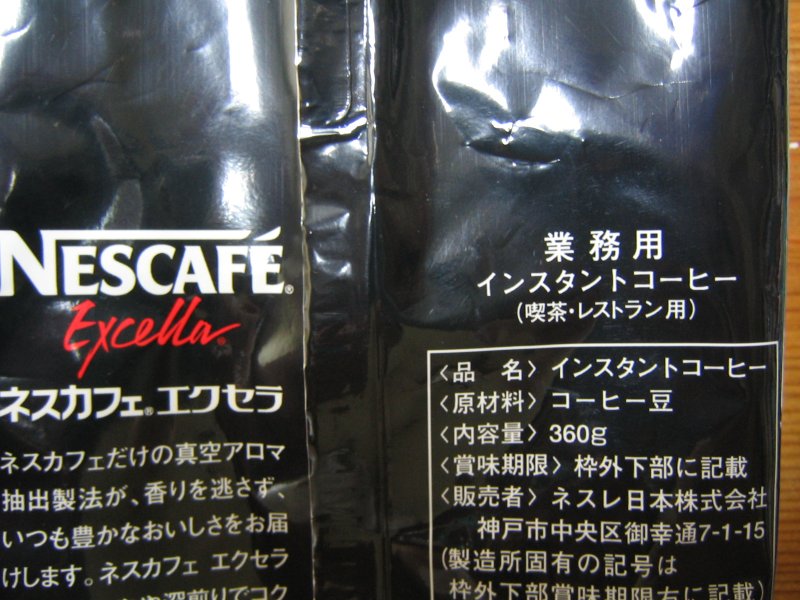 NESCAFÉ®
Excella®
ネスカフェ®エクセラ
ネスカフェだけの真空アロマ
抽出製法が、香りを逃さず、
いつも豊かなおいしさをお届
けします。ネスカフェ エクセラ
深煎りでコク
業務用
インスタントコーヒー
(喫茶・レストラン用)
〈品 名〉インスタントコーヒー
〈原材料〉コーヒー豆
〈内容量〉360g
〈賞味期限〉枠外下部に記載
〈販売者〉ネスレ日本株式会社
神戸市中央区御幸通7-1-15
(製造所固有の記号は
枠外下部賞味期限右に記載)